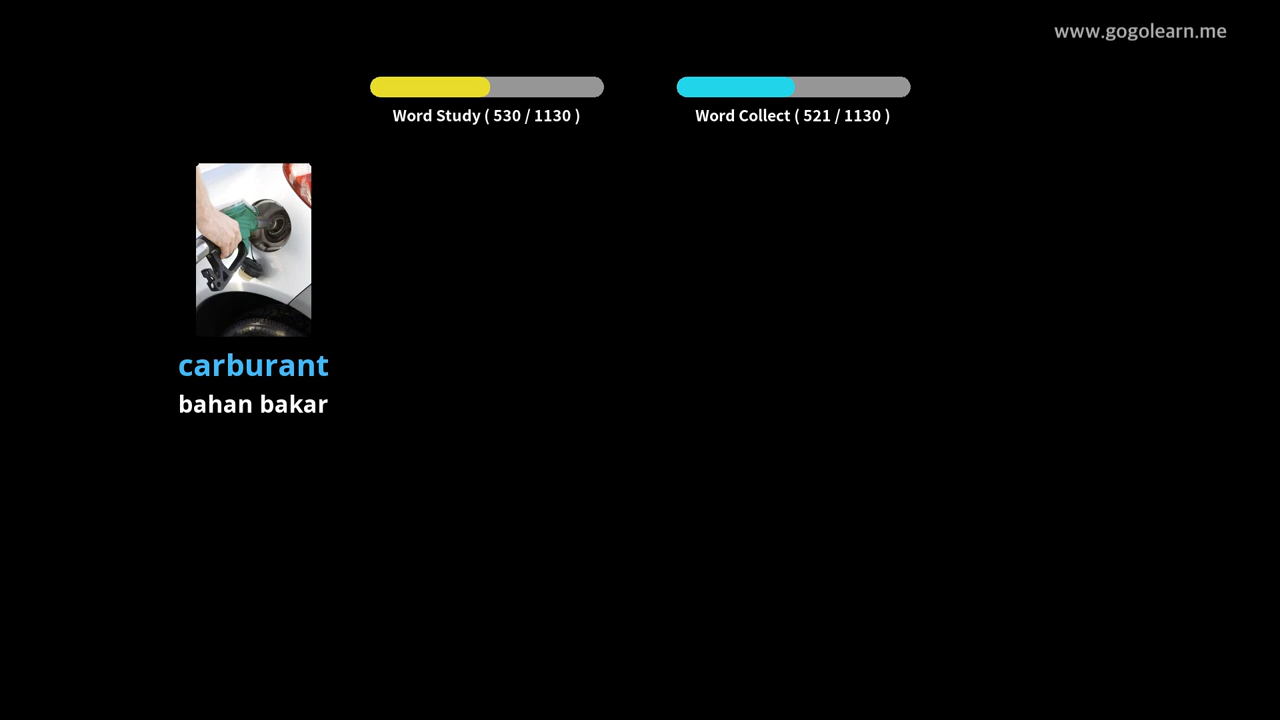 www.gogolearn.me
Word Study ( 530 / 1130 )
Word Collect ( 521 / 1130 )
carburant
bahan bakar